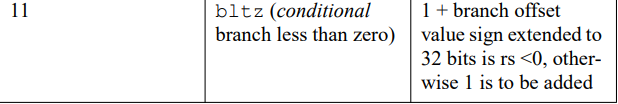 11
bltz (conditional
branch less than zero)
1 + branch offset
value sign extended to
32 bits is rs <0, other-
wise 1 is to be added